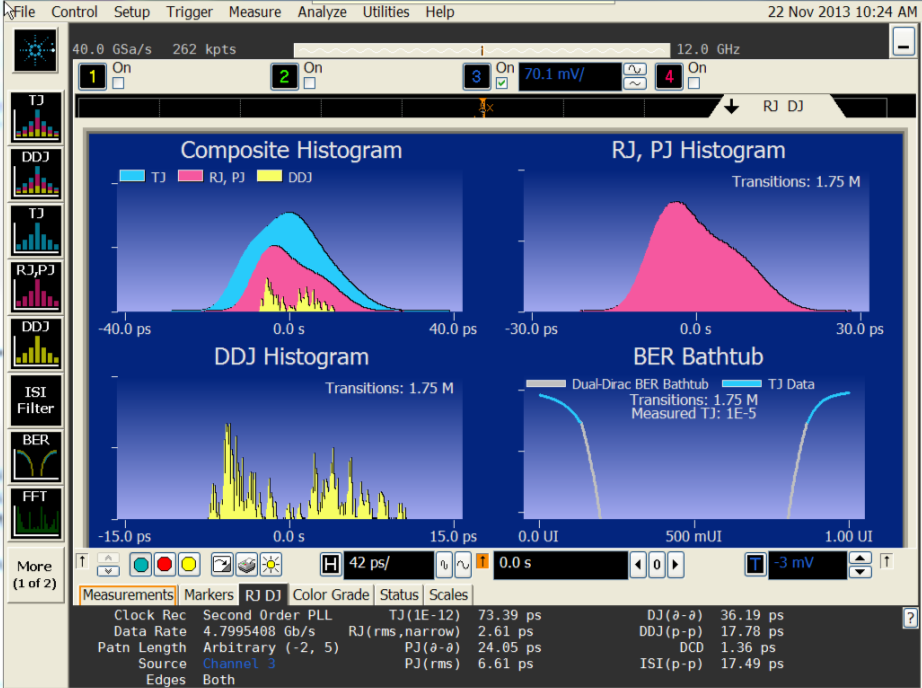 File Control Setup Trigger Measure Analyze Utilities Help 22 Nov 2013 10:24 AM
40.0 GSa/s 262 kpts 12.0 GHz
1 On 2 On 3 On 70.1 mV/ 4 On
RJ DJ
TJ
DDJ
TJ
RJ,PJ
DDJ
ISI
Filter
BER
FFT
More
(1 of 2)
Composite Histogram
TJ RJ, PJ DDJ
-40.0 ps 0.0 s 40.0 ps
RJ, PJ Histogram
Transitions: 1.75 M
-30.0 ps 0.0 s 30.0 ps
DDJ Histogram
Transitions: 1.75 M
-15.0 ps 0.0 s 15.0 ps
BER Bathtub
Dual-Dirac BER Bathtub TJ Data
Transitions: 1.75 M
Measured TJ: 1E-5
0.0 UI 500 mUI 1.00 UI
H 42 ps/ 0.0 s 0 T -3 mV
Measurements Markers RJ DJ Color Grade Status Scales
Clock Rec Second Order PLL TJ(1E-12) 73.39 ps DJ(∂-∂) 36.19 ps
Data Rate 4.7995408 Gb/s RJ(rms,narrow) 2.61 ps DDJ(p-p) 17.78 ps
Patn Length Arbitrary (-2, 5) PJ(∂-∂) 24.05 ps DCD 1.36 ps
Source Channel 3 PJ(rms) 6.61 ps ISI(p-p) 17.49 ps
Edges Both
?